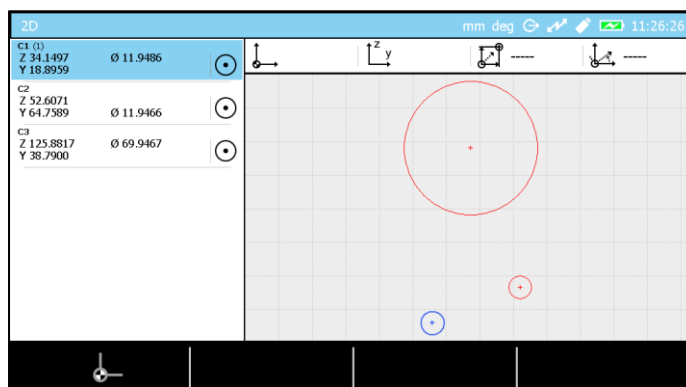 2D mm deg 11:26:26
C1 (1)
Z 34.1497 Ø 11.9486
Y 18.8959
C2
Z 52.6071
Y 64.7589 Ø 11.9466
C3
Z 125.8817 Ø 69.9467
Y 38.7900
z
y
-----
-----